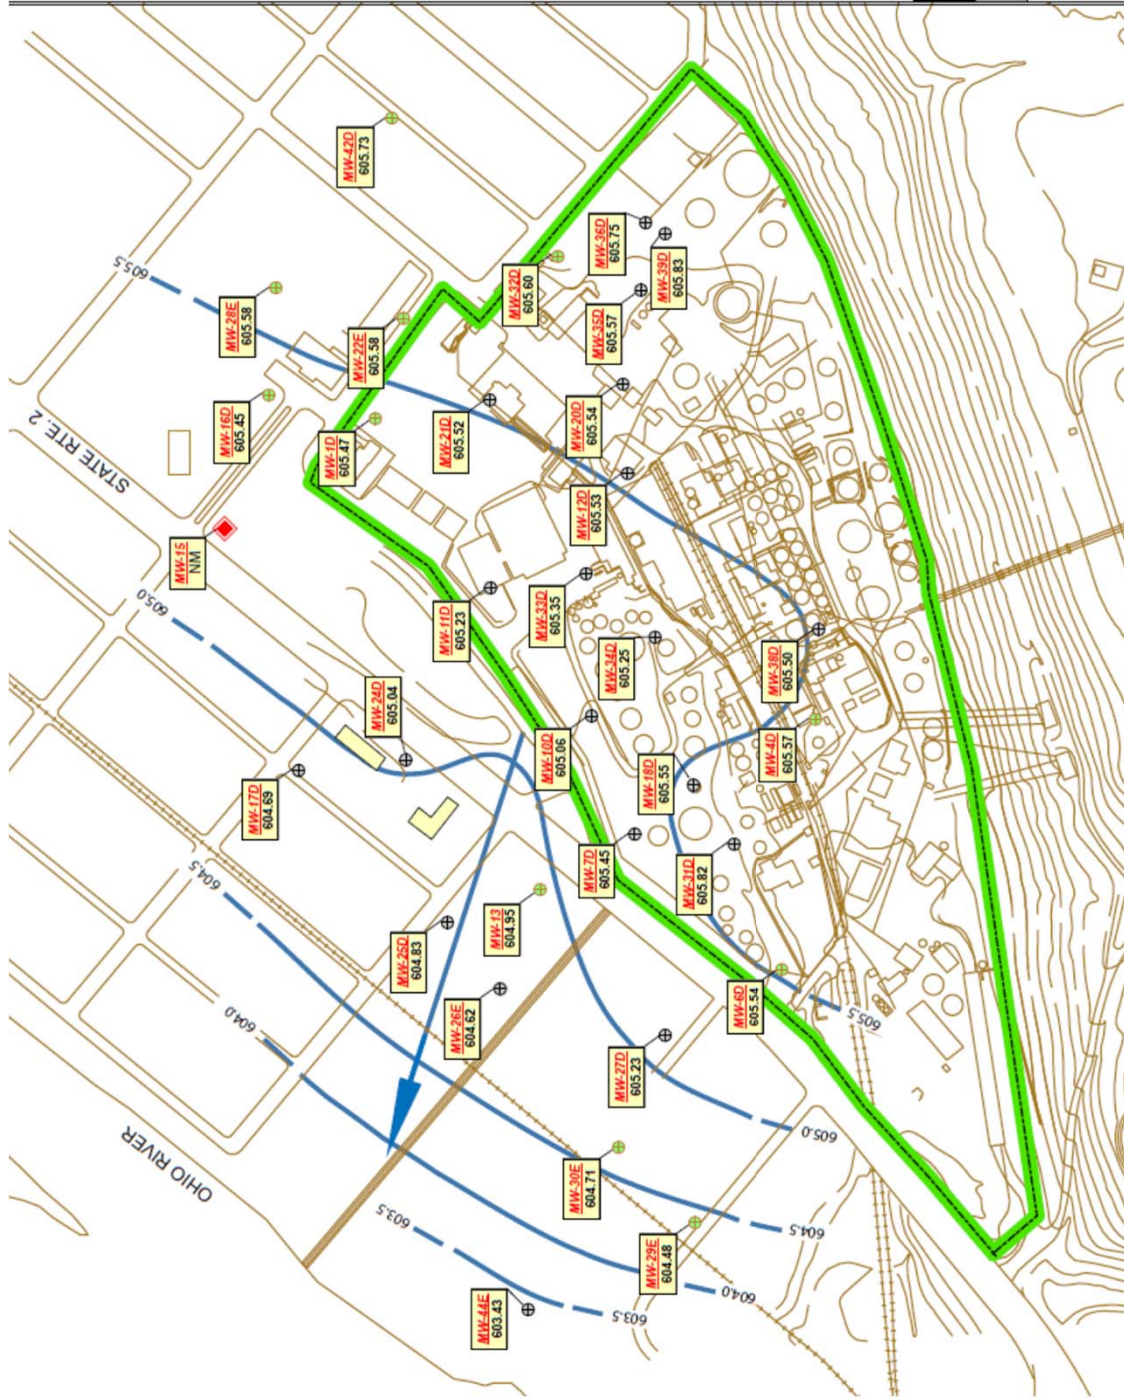 MW-42D
605.73
605.5
MW-28E
605.58
MW-32D
605.60
MW-36D
605.75
MW-39D
605.83
MW-22E
605.58
MW-35D
605.57
STATE RTE. 2
MW-16D
605.45
MW-1D
605.47
MW-21D
605.52
MW-20D
605.54
MW-12D
605.53
MW-15
NM
605.0
MW-11D
605.23
MW-33D
605.35
MW-34D
605.25
MW-38D
605.50
MW-24D
605.04
MW-10D
605.06
MW-4D
605.57
MW-18D
605.55
MW-17D
604.69
604.5
MW-7D
605.45
MW-31D
605.82
MW-25D
604.83
MW-13
604.95
604.0
MW-26E
604.62
MW-6D
605.54
605.5
MW-27D
605.23
605.0
OHIO RIVER
MW-30E
604.71
603.5
604.5
MW-29E
604.48
604.0
MW-44E
603.43
603.5